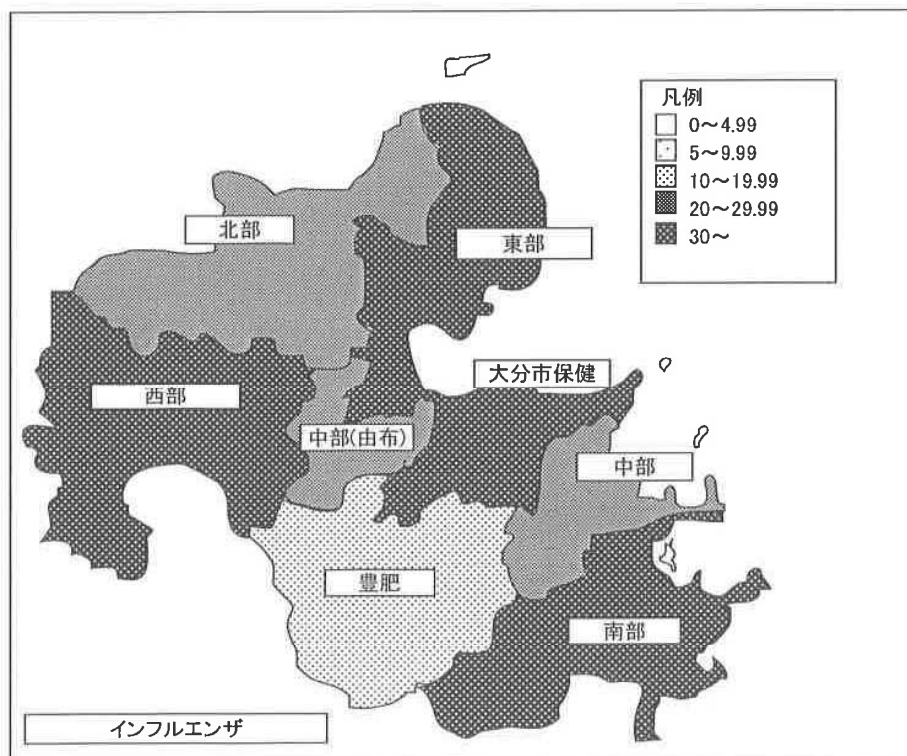 凡例
0～4.99
5～9.99
10～19.99
20～29.99
30～
北部
東部
大分市保健
西部
中部(由布)
中部
豊肥
南部
インフルエンザ